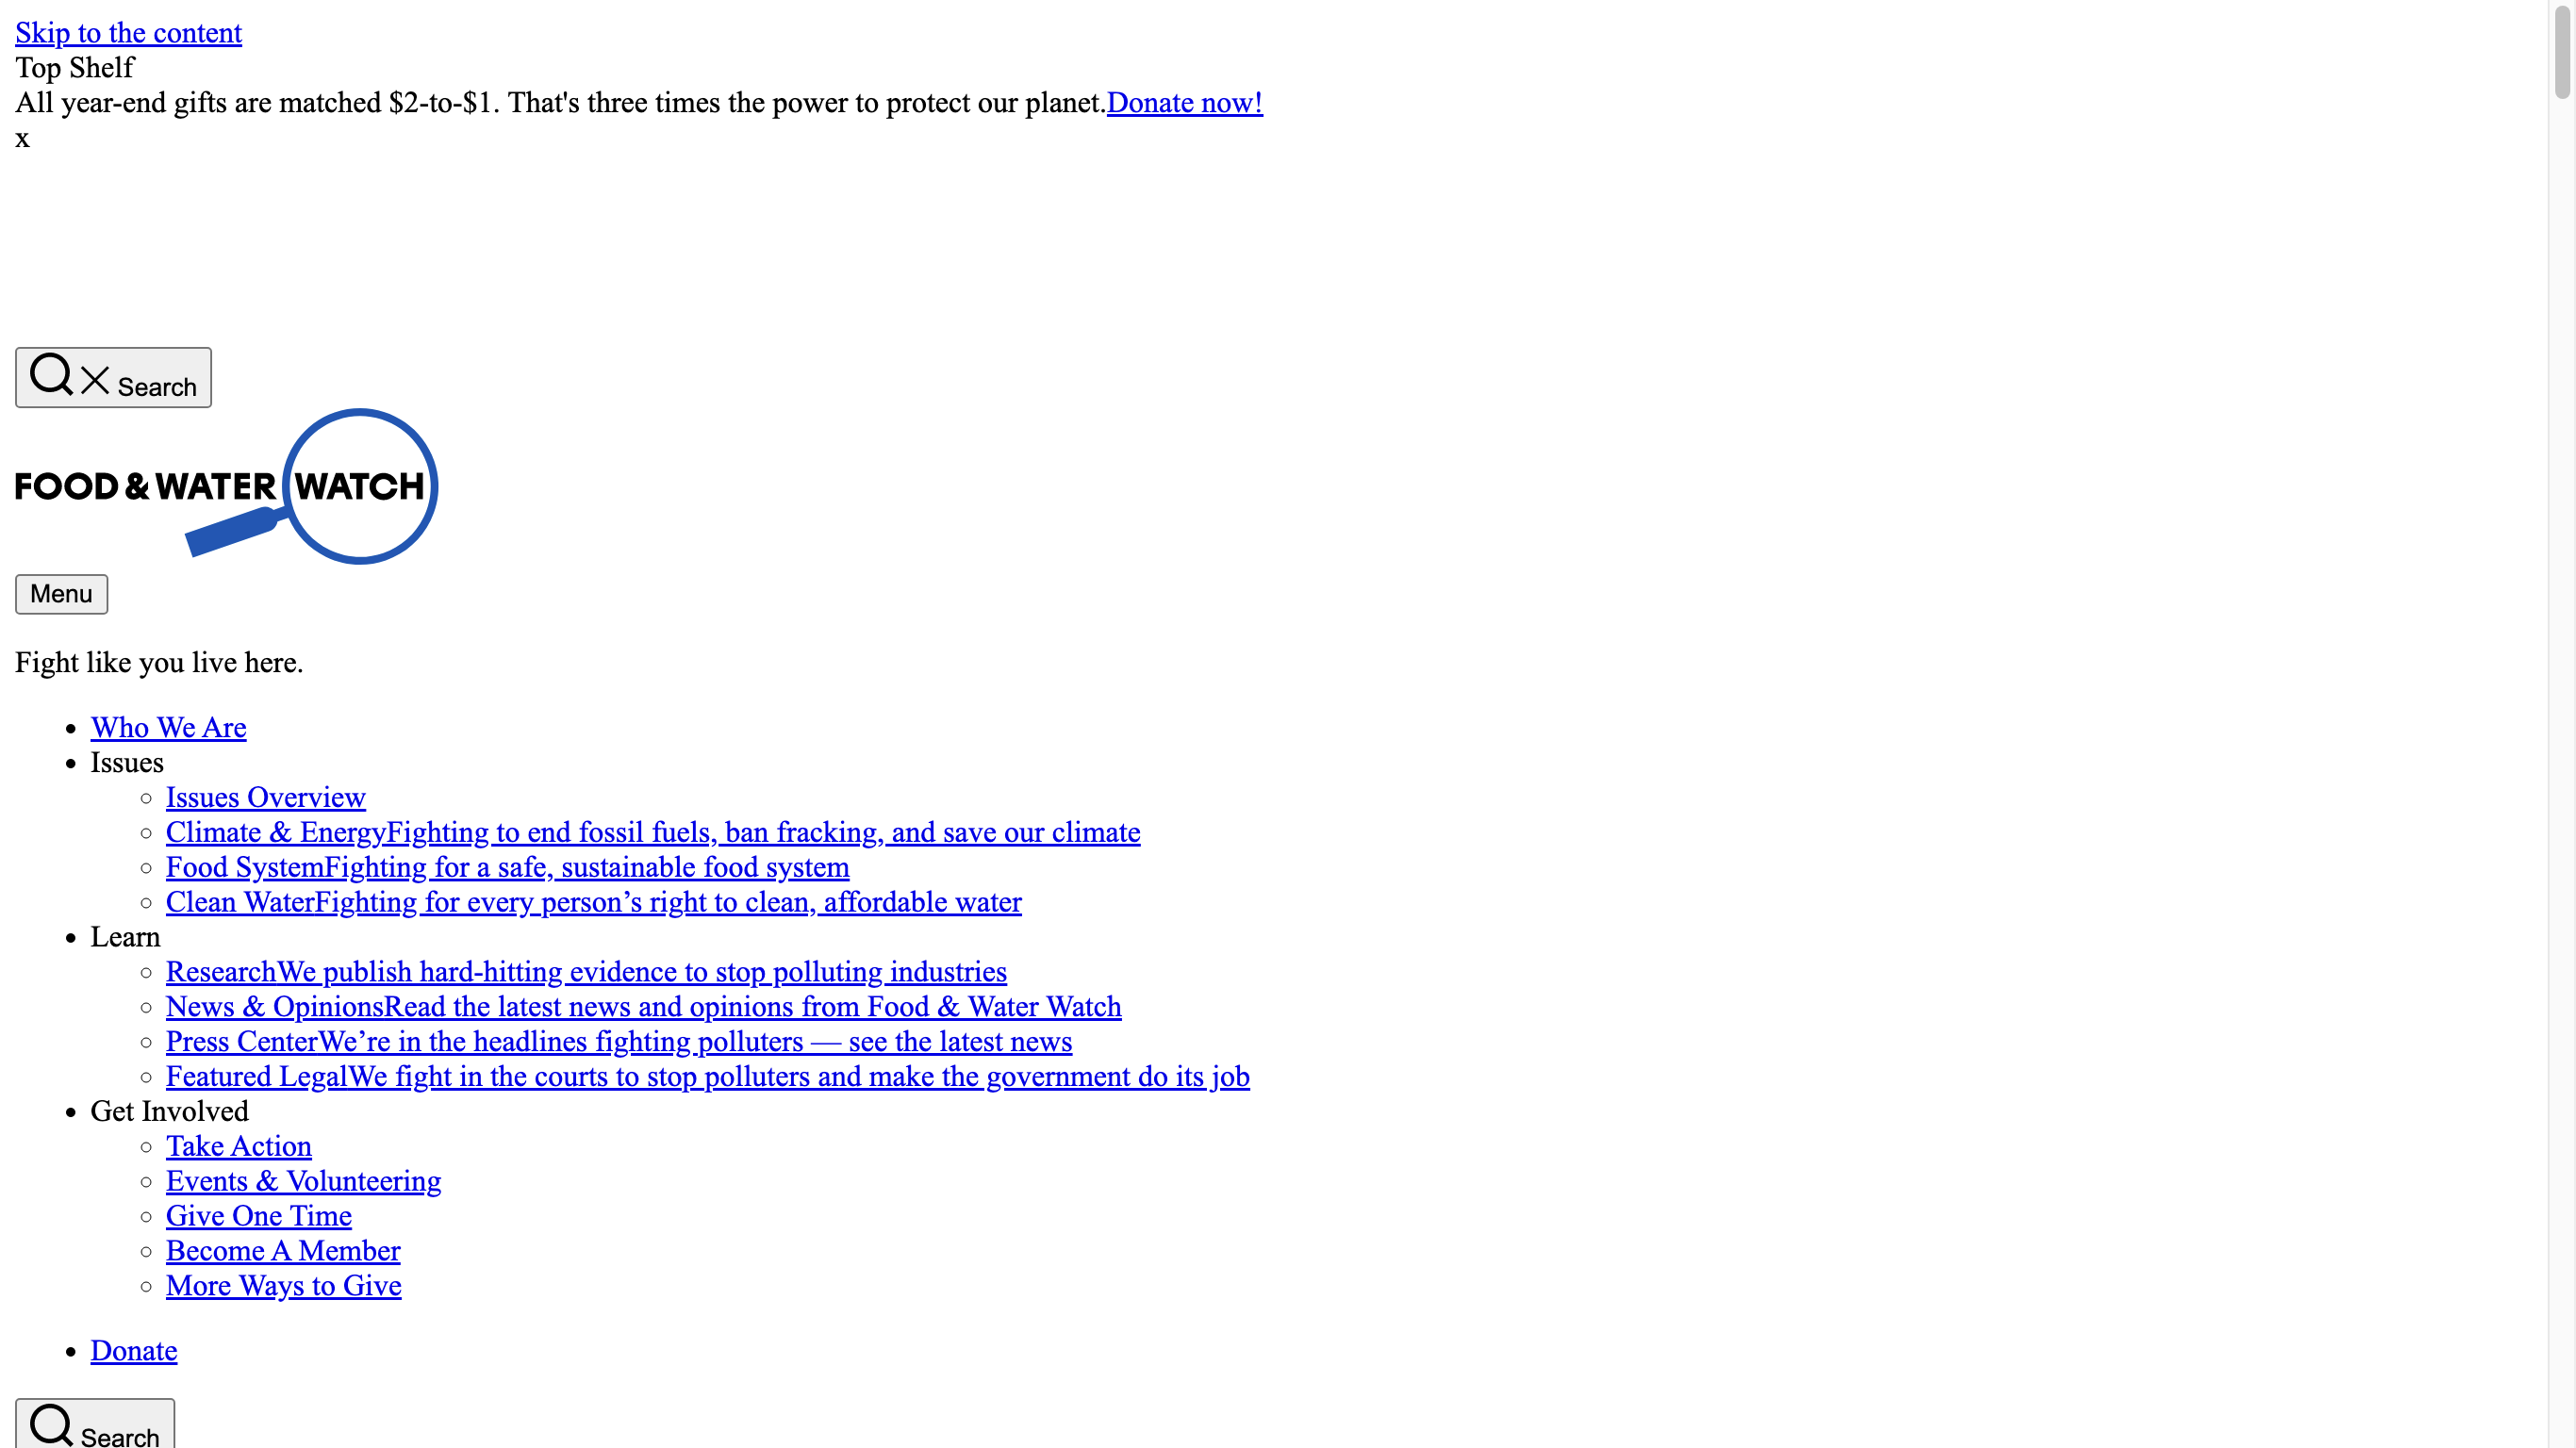 Skip to the content
Top Shelf
All year-end gifts are matched $2-to-$1. That's three times the power to protect our planet.Donate now!
x
Search
FOOD & WATER WATCH
Menu
Fight like you live here.
Who We Are
Issues
Issues Overview
Climate & EnergyFighting to end fossil fuels, ban fracking, and save our climate
Food SystemFighting for a safe, sustainable food system
Clean WaterFighting for every person’s right to clean, affordable water
Learn
ResearchWe publish hard-hitting evidence to stop polluting industries
News & OpinionsRead the latest news and opinions from Food & Water Watch
Press CenterWe’re in the headlines fighting polluters — see the latest news
Featured LegalWe fight in the courts to stop polluters and make the government do its job
Get Involved
Take Action
Events & Volunteering
Give One Time
Become A Member
More Ways to Give
Donate
Search